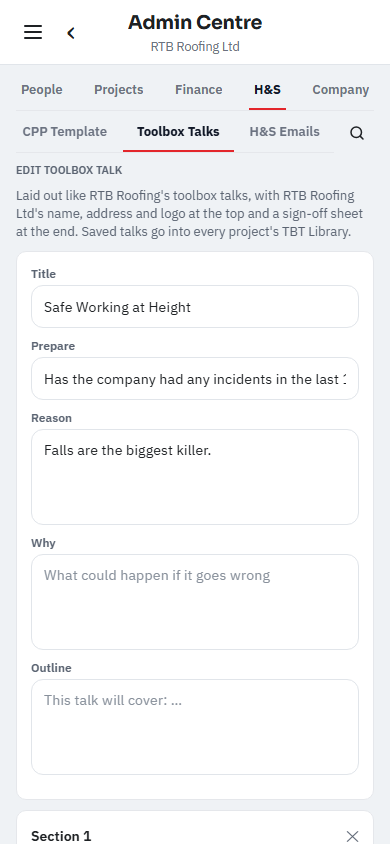 Admin Centre
RTB Roofing Ltd
People Projects Finance H&S Company
CPP Template Toolbox Talks H&S Emails
EDIT TOOLBOX TALK
Laid out like RTB Roofing's toolbox talks, with RTB Roofing
Ltd's name, address and logo at the top and a sign-off sheet
at the end. Saved talks go into every project's TBT Library.
Title
Safe Working at Height
Prepare
Has the company had any incidents in the last
Reason
Falls are the biggest killer.
Why
What could happen if it goes wrong
Outline
This talk will cover: ...
Section 1